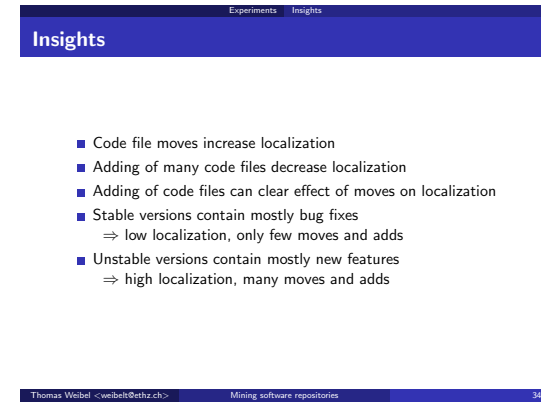 Experiments Insights
Insights
Code file moves increase localization
Adding of many code files decrease localization
Adding of code files can clear effect of moves on localization
Stable versions contain mostly bug fixes
⇒ low localization, only few moves and adds
Unstable versions contain mostly new features
⇒ high localization, many moves and adds
Thomas Weibel <weibelt@ethz.ch> Mining software repositories 34